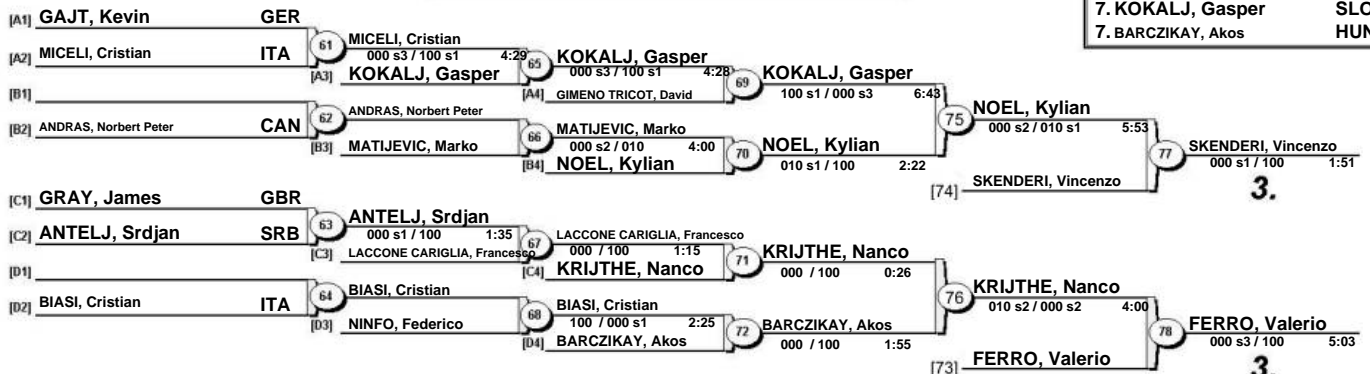 7. KOKALJ, Gasper SLO
7. BARCZIKAY, Akos HUN
[A1] GAJT, Kevin GER
[A2] MICELI, Cristian ITA
61
MICELI, Cristian
000 s3 / 100 s1 4:29
[A3] KOKALJ, Gasper
65
KOKALJ, Gasper
000 s3 / 100 s1 4:28
[A4] GIMENO TRICOT, David
69
KOKALJ, Gasper
100 s1 / 000 s3 6:43
[B1]
[B2] ANDRAS, Norbert Peter CAN
62
ANDRAS, Norbert Peter
[B3] MATIJEVIC, Marko
66
MATIJEVIC, Marko
000 s2 / 010 4:00
[B4] NOEL, Kylian
70
NOEL, Kylian
010 s1 / 100 2:22
75
NOEL, Kylian
000 s2 / 010 s1 5:53
[74] SKENDERI, Vincenzo
77
SKENDERI, Vincenzo
000 s1 / 100 1:51
3.
[C1] GRAY, James GBR
[C2] ANTELJ, Srdjan SRB
63
ANTELJ, Srdjan
000 s1 / 100 1:35
[C3] LACCONE CARIGLIA, Francesco
67
LACCONE CARIGLIA, Francesco
000 / 100 1:15
[C4] KRIJTHE, Nanco
71
KRIJTHE, Nanco
000 / 100 0:26
[D1]
[D2] BIASI, Cristian ITA
64
BIASI, Cristian
[D3] NINFO, Federico
68
BIASI, Cristian
100 / 000 s1 2:25
[D4] BARCZIKAY, Akos
72
BARCZIKAY, Akos
000 / 100 1:55
76
KRIJTHE, Nanco
010 s2 / 000 s2 4:00
[73] FERRO, Valerio
78
FERRO, Valerio
000 s3 / 100 5:03
3.